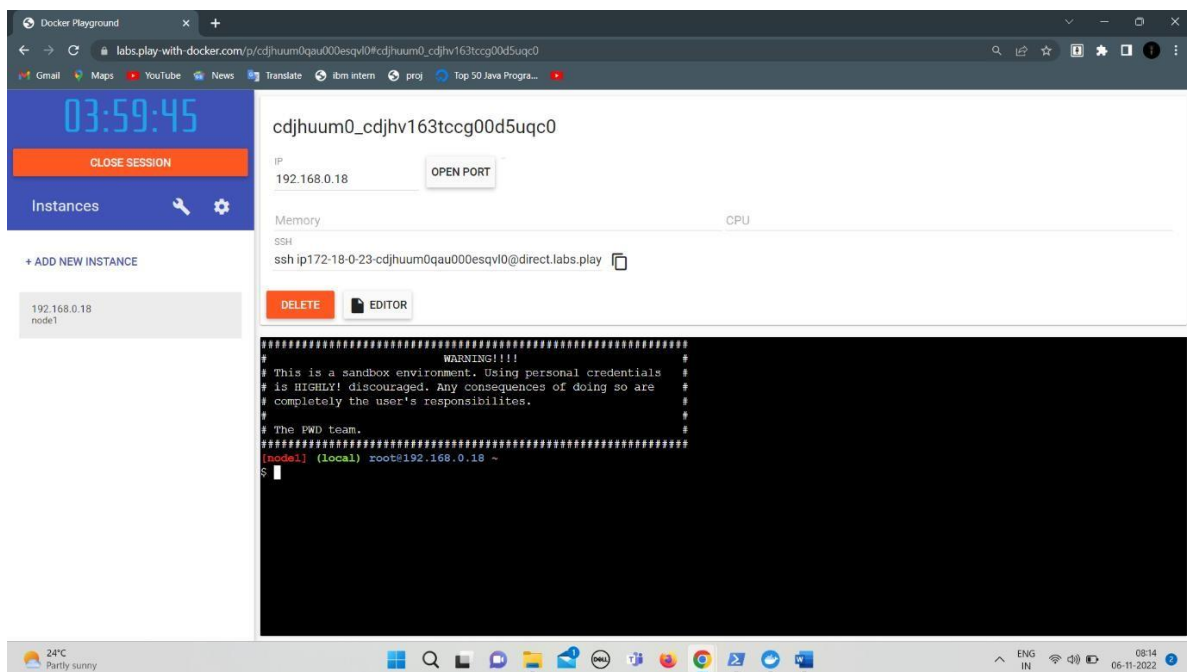 Docker Playground
labs.play-with-docker.com/p/cdjhuum0qau000esqvl0#cdjhuum0_cdjhv163tccg00d5uqc0
Gmail Maps YouTube News Translate ibm intern proj Top 50 Java Progra...
03:59:45
CLOSE SESSION
Instances
+ ADD NEW INSTANCE
192.168.0.18
node1
cdjhuum0_cdjhv163tccg00d5uqc0
IP
192.168.0.18
OPEN PORT
Memory CPU
SSH
ssh ip172-18-0-23-cdjhuum0qau000esqvl0@direct.labs.play
DELETE EDITOR
###############################################################
# WARNING!!!! #
# This is a sandbox environment. Using personal credentials #
# is HIGHLY! discouraged. Any consequences of doing so are #
# completely the user's responsibilites. #
# #
# The PWD team. #
###############################################################
[node1] (local) root@192.168.0.18 ~
$
24°C
Partly sunny
DELL
ENG
IN
08:14
06-11-2022
2